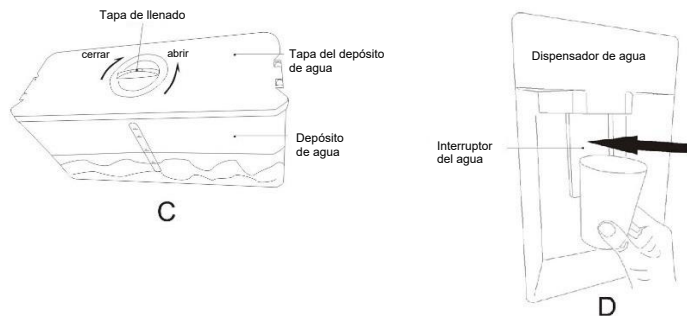 Tapa de llenado
cerrar
abrir
Tapa del depósito
de agua
Depósito
de agua
C
Dispensador de agua
Interruptor
del agua
D